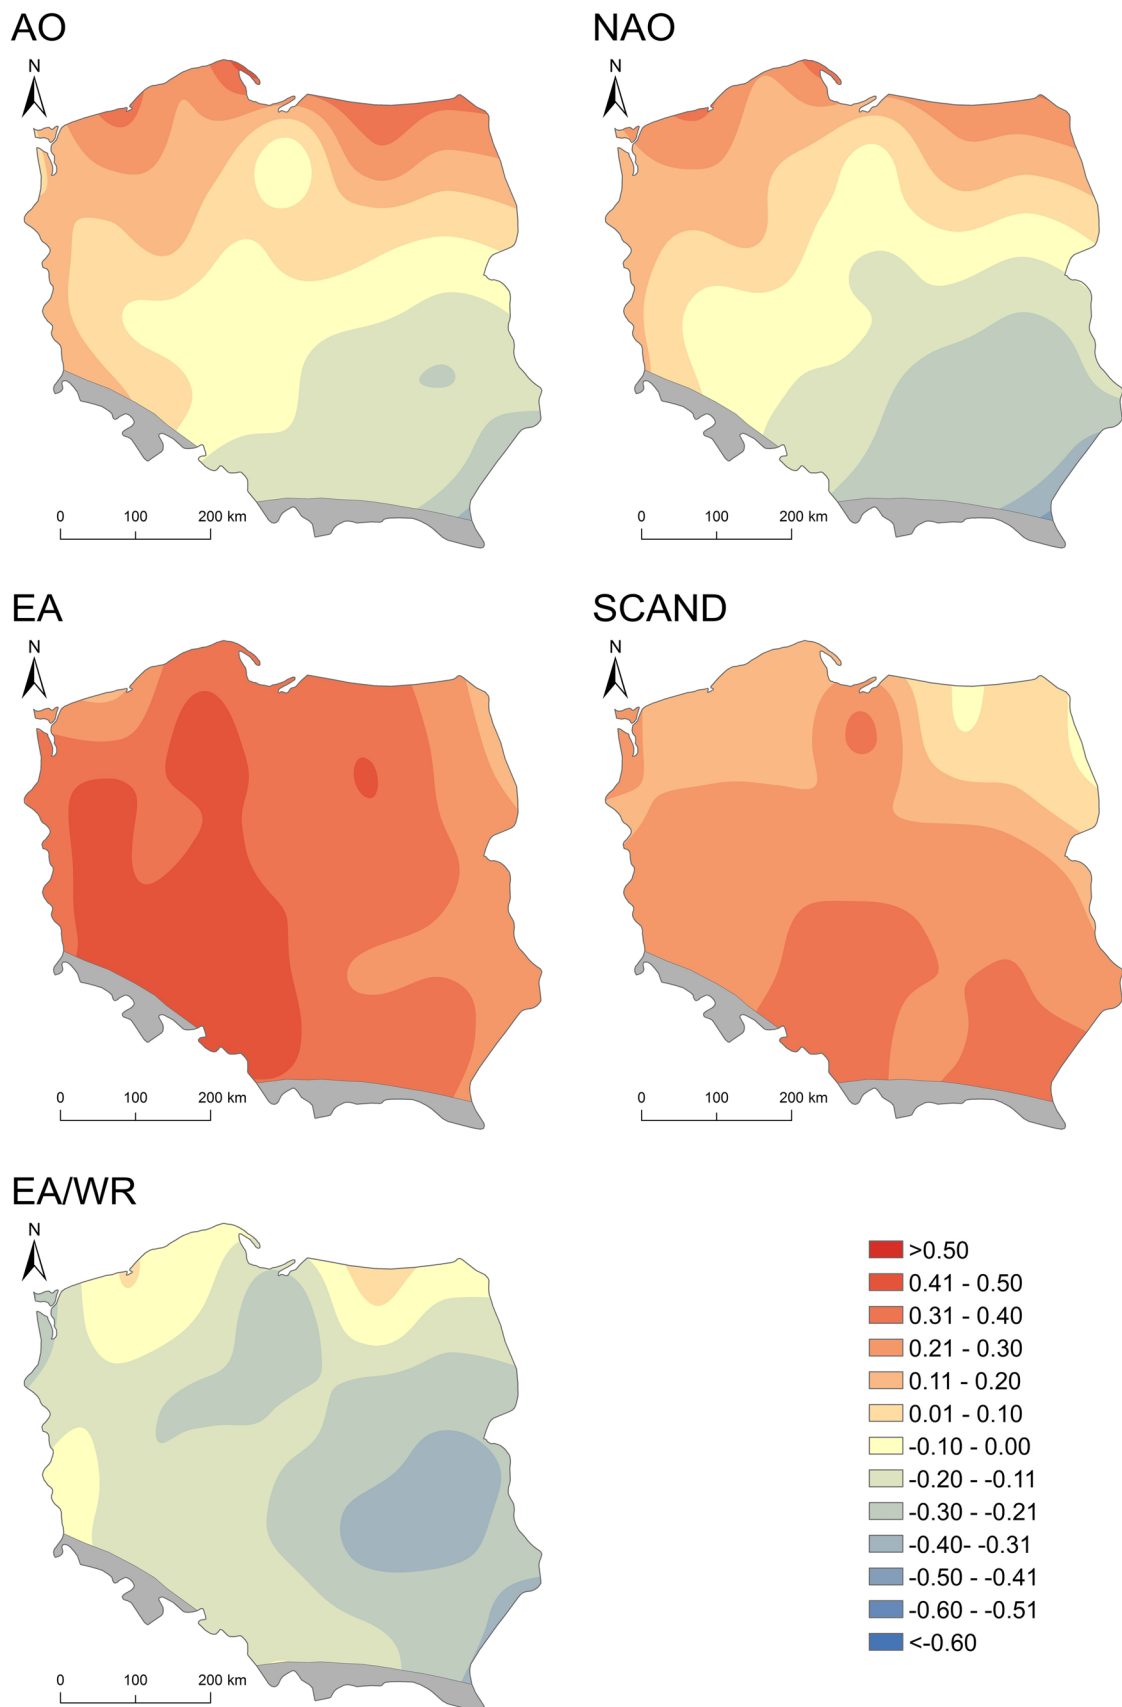 AO
NAO
N
N
0 100 200 km
0 100 200 km
EA
SCAND
N
N
0 100 200 km
0 100 200 km
EA/WR
N
>0.50
0.41 - 0.50
0.31 - 0.40
0.21 - 0.30
0.11 - 0.20
0.01 - 0.10
-0.10 - 0.00
-0.20 - -0.11
-0.30 - -0.21
-0.40- -0.31
-0.50 - -0.41
-0.60 - -0.51
<-0.60
0 100 200 km